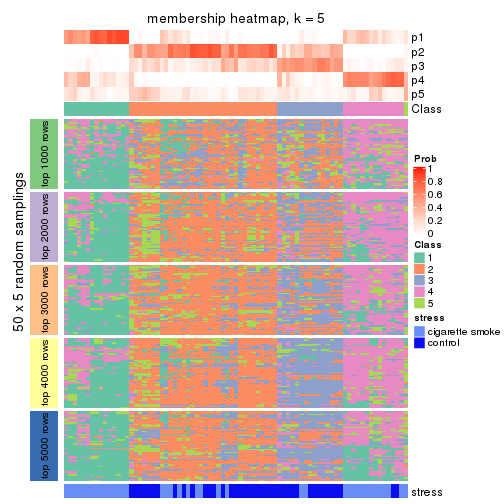 membership heatmap, k = 5
p1
p2
p3
p4
p5
Class
50 x 5 random samplings
top 1000 rows
top 2000 rows
top 3000 rows
top 4000 rows
top 5000 rows
stress
Prob
1
0.8
0.6
0.4
0.2
0
Class
1
2
3
4
5
stress
cigarette smoke
control